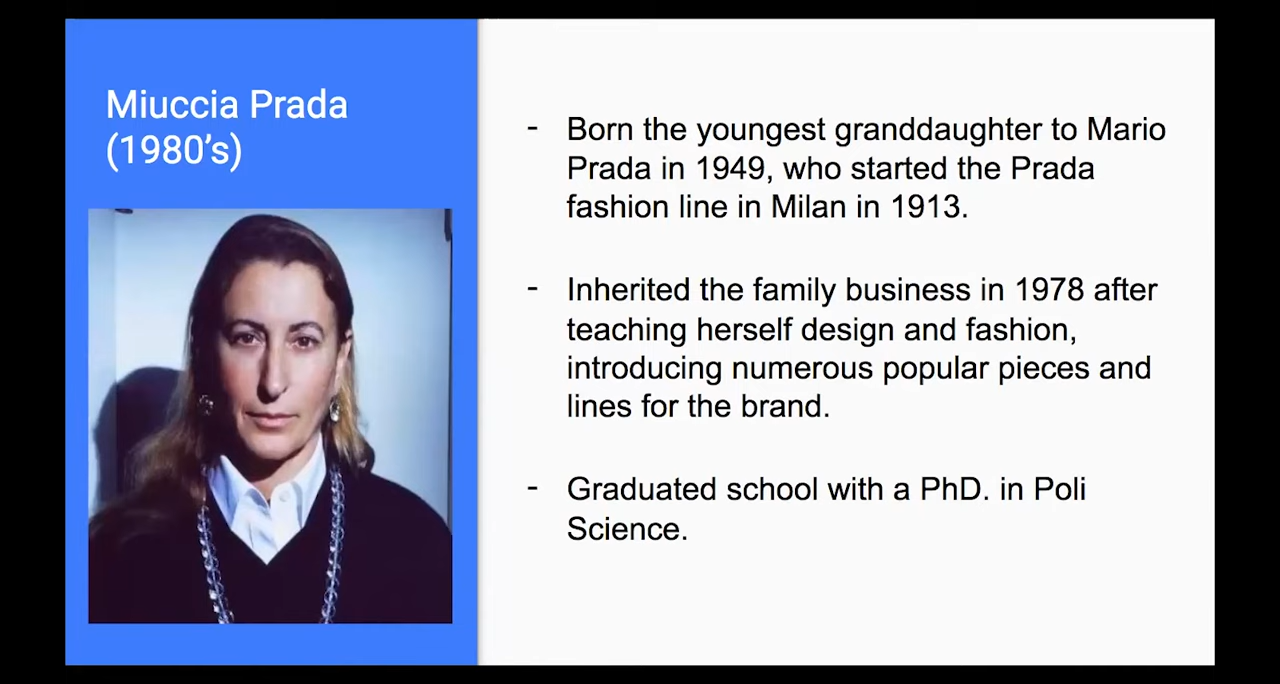 Miuccia Prada
(1980’s)
- Born the youngest granddaughter to Mario
Prada in 1949, who started the Prada
fashion line in Milan in 1913.
- Inherited the family business in 1978 after
teaching herself design and fashion,
introducing numerous popular pieces and
lines for the brand.
- Graduated school with a PhD. in Poli
Science.